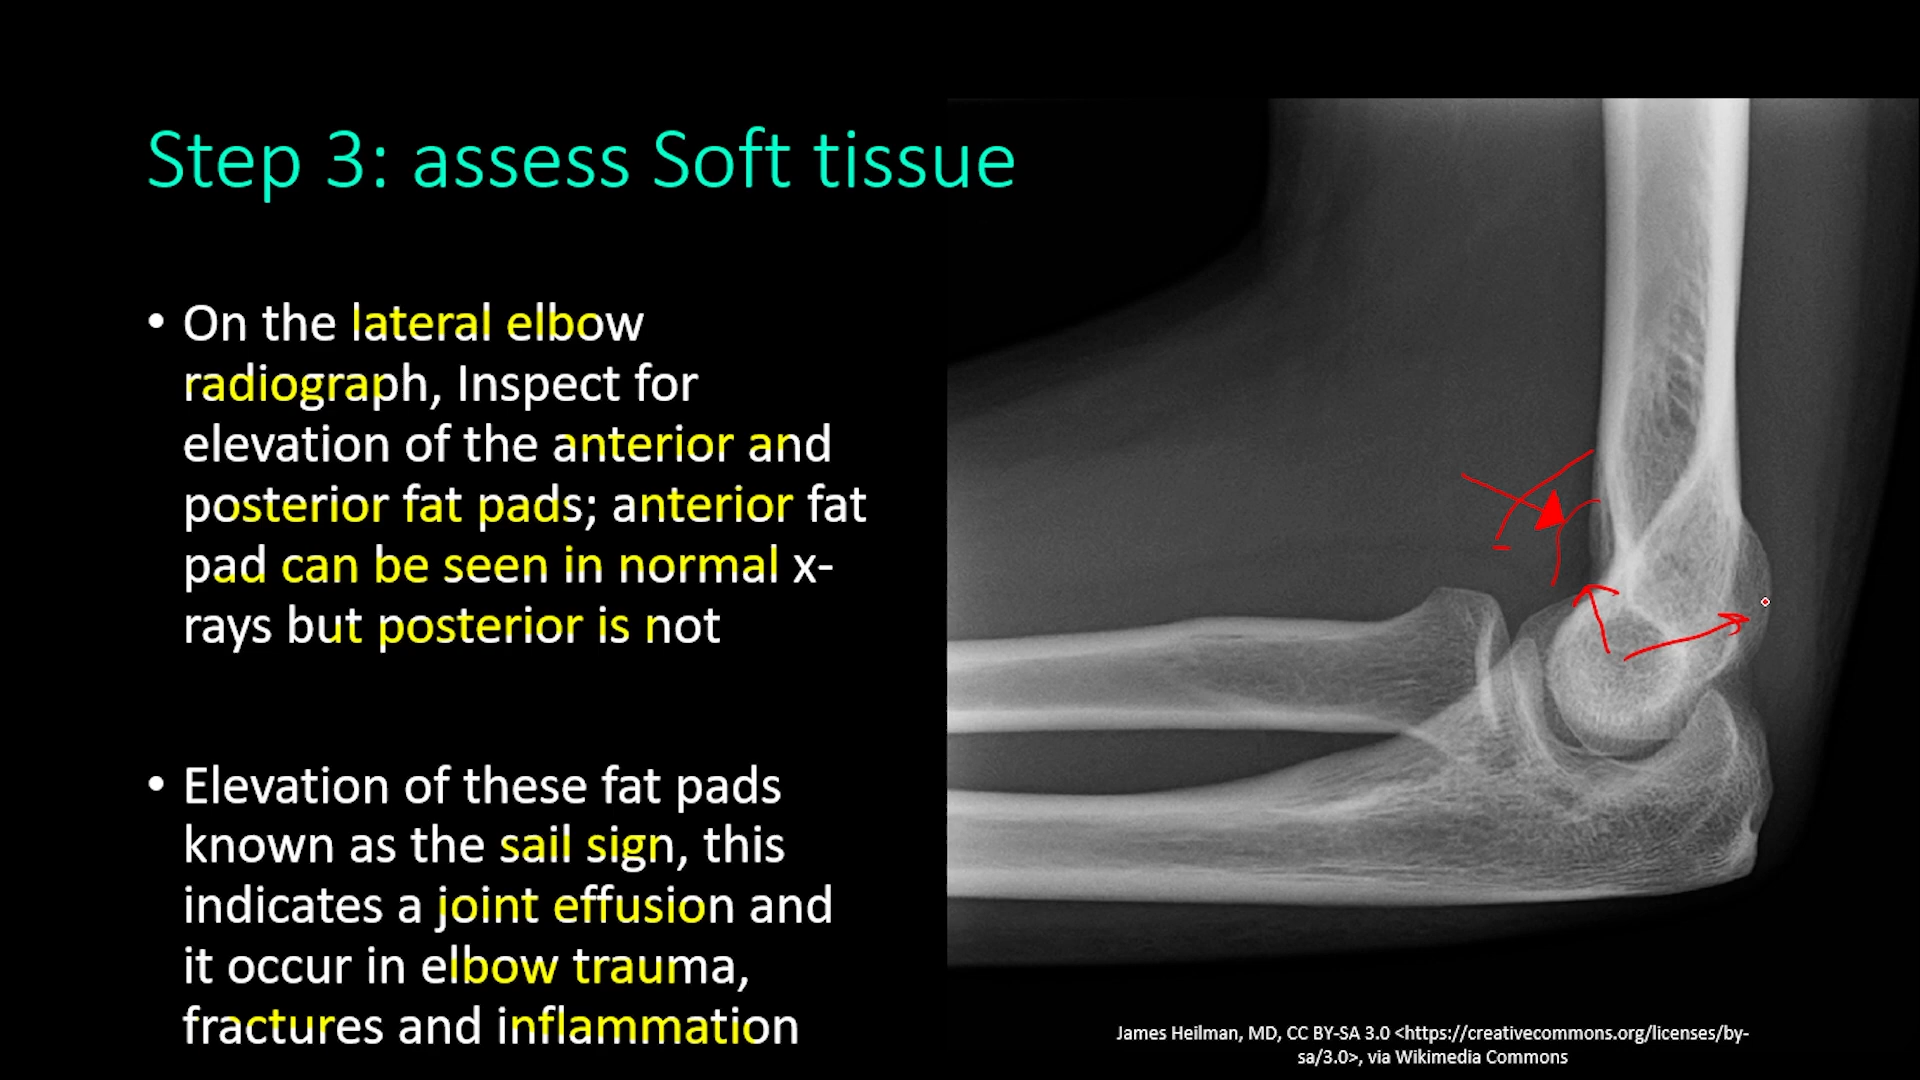 Step 3: assess Soft tissue
• On the lateral elbow
radiograph, Inspect for
elevation of the anterior and
posterior fat pads; anterior fat
pad can be seen in normal x-
rays but posterior is not
• Elevation of these fat pads
known as the sail sign, this
indicates a joint effusion and
it occur in elbow trauma,
fractures and inflammation
James Heilman, MD, CC BY-SA 3.0 <https://creativecommons.org/licenses/by-
sa/3.0>, via Wikimedia Commons